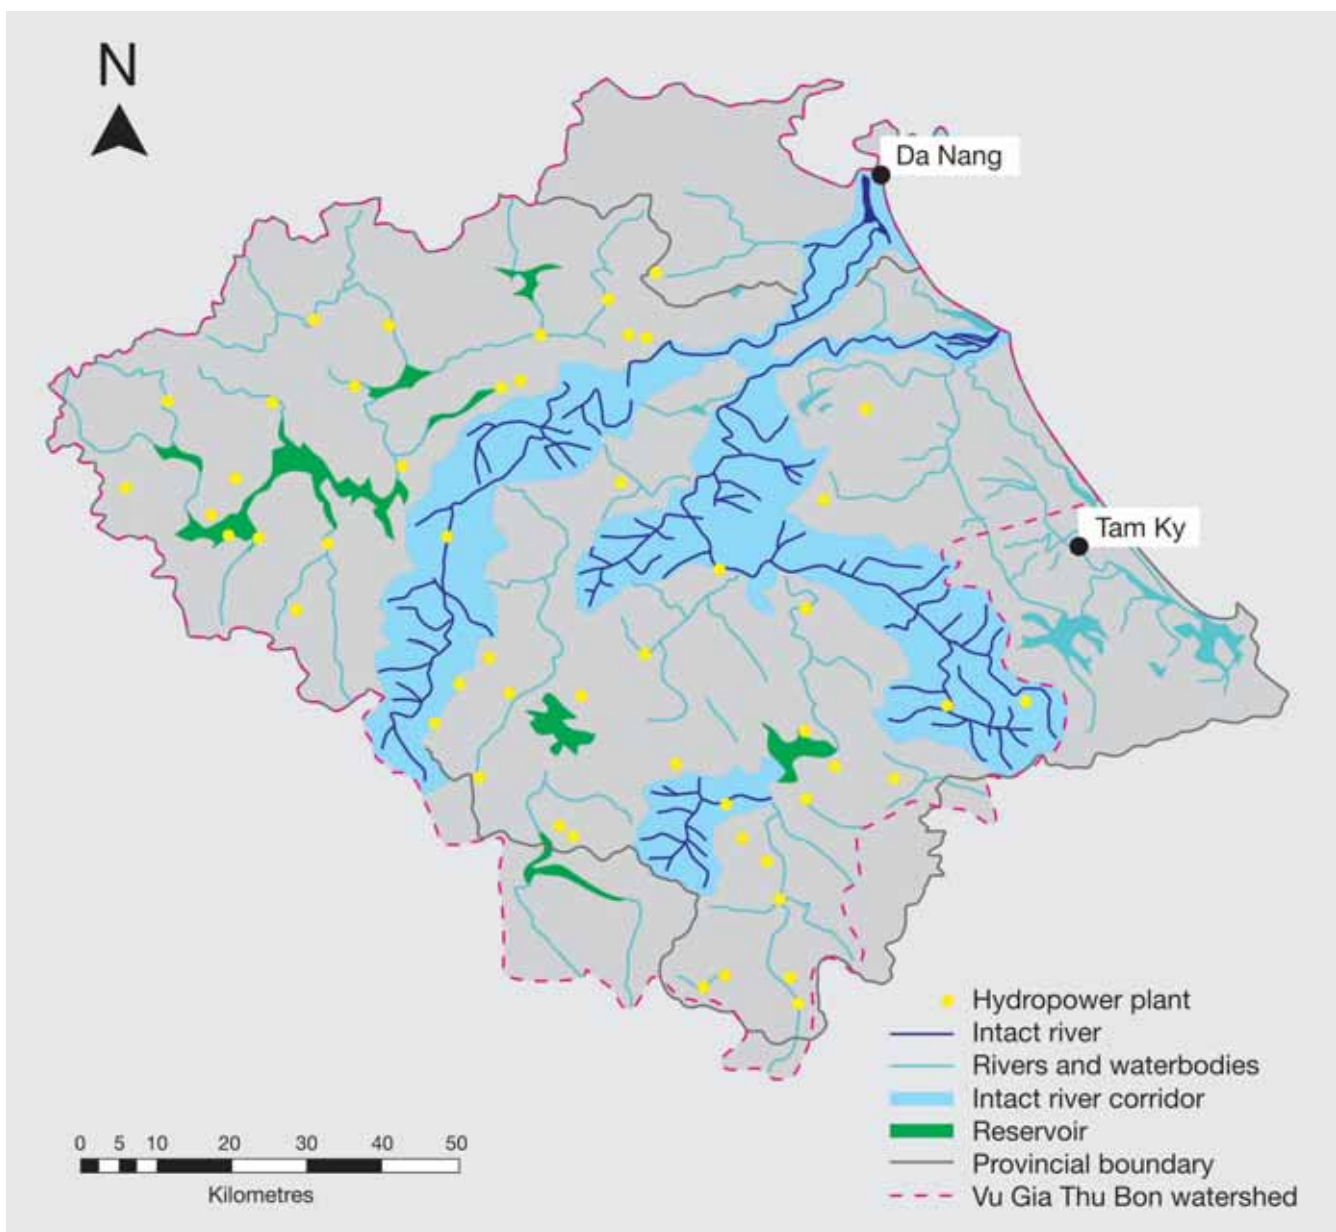 N
Da Nang
Tam Ky
Hydropower plant
Intact river
Rivers and waterbodies
Intact river corridor
Reservoir
Provincial boundary
Vu Gia Thu Bon watershed
0 5 10 20 30 40 50
Kilometres